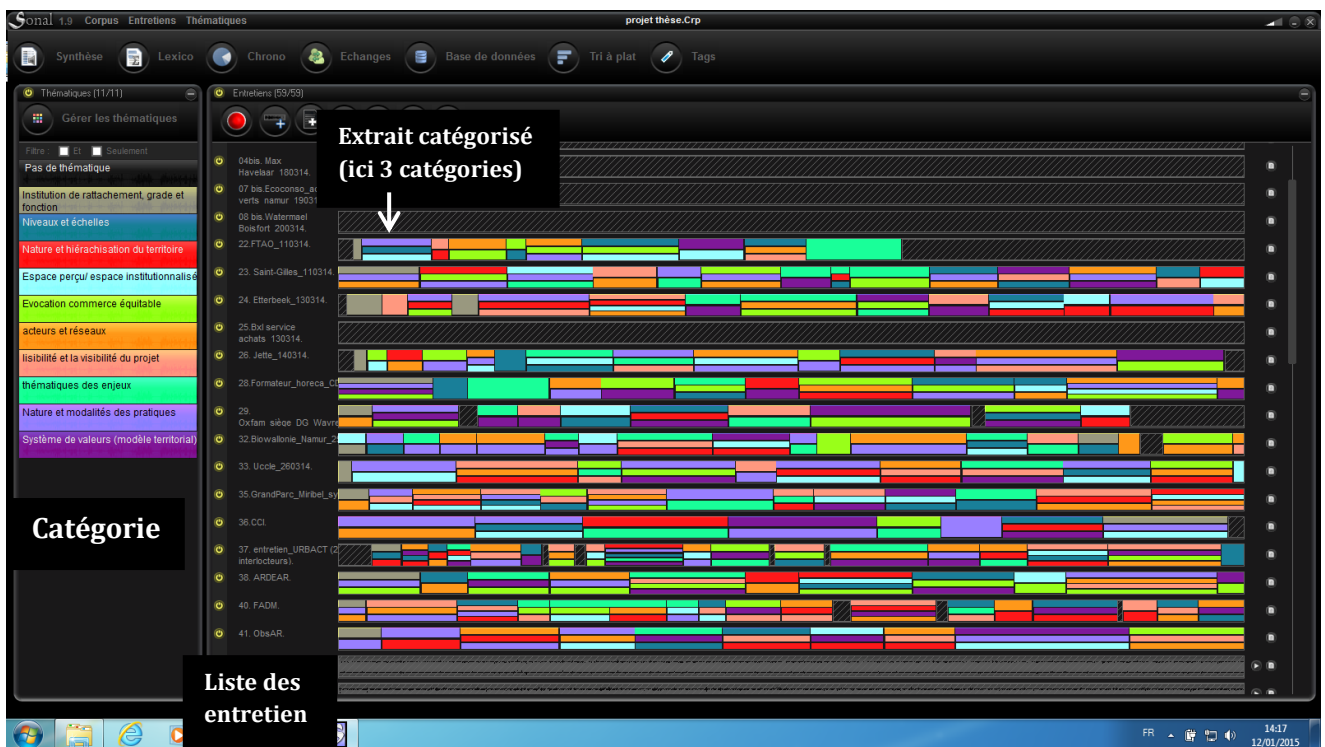 Sonal 1.9 Corpus Entretiens Thématiques
projet thèse.Crp
Synthèse Lexico Chrono Echanges Base de données Tri à plat Tags
Thématiques (11/11)
Entretiens (59/59)
Gérer les thématiques
Filtre : Et Seulement
Pas de thématique
Institution de rattachement, grade et
fonction
Niveaux et échelles
Nature et hiérachisation du territoire
Espace perçu/ espace institutionnalisé
Evocation commerce équitable
acteurs et réseaux
lisibilité et la visibilité du projet
thématiques des enjeux
Nature et modalités des pratiques
Système de valeurs (modèle territorial)
Catégorie
Extrait catégorisé
(ici 3 catégories)
04bis. Max
Havelaar 180314.
07 bis.Ecoconso_ac
verts namur 19031
08 bis.Watermael
Boisfort 200314.
22.FTAO_110314.
23. Saint-Gilles_110314.
24. Etterbeek_130314.
25.Bxl service
achats 130314.
26. Jette_140314.
28.Formateur_horeca_CD
29.
Oxfam siège DG Wavre
32.Biowallonie_Namur_2
33. Uccle_260314.
35.GrandParc_Miribel_sy
36.CCI.
37. entretien_URBACT (2
interlocteurs).
38. ARDEAR.
40. FADM.
41. ObsAR.
Liste des
entretien
FR
14:17
12/01/2015